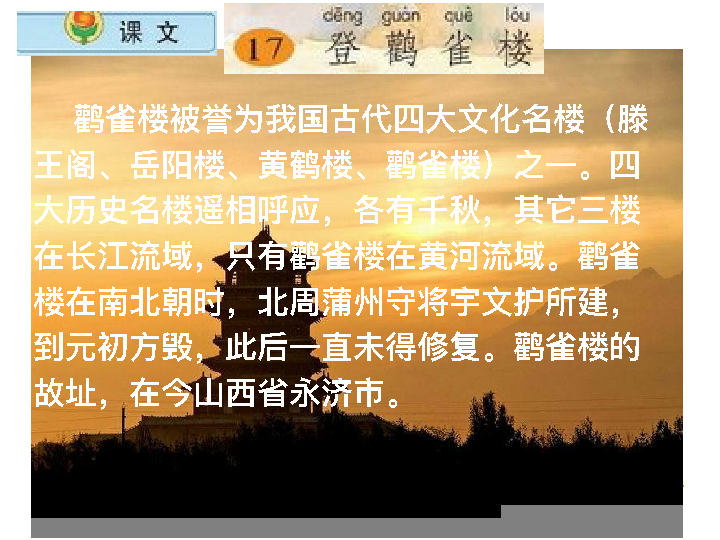 课文
dēng guàn què lóu
17 登鹳雀楼
鹳雀楼被誉为我国古代四大文化名楼（滕
王阁、岳阳楼、黄鹤楼、鹳雀楼）之一。四
大历史名楼遥相呼应，各有千秋，其它三楼
在长江流域，只有鹳雀楼在黄河流域。鹳雀
楼在南北朝时，北周蒲州守将宇文护所建，
到元初方毁，此后一直未得修复。鹳雀楼的
故址，在今山西省永济市。